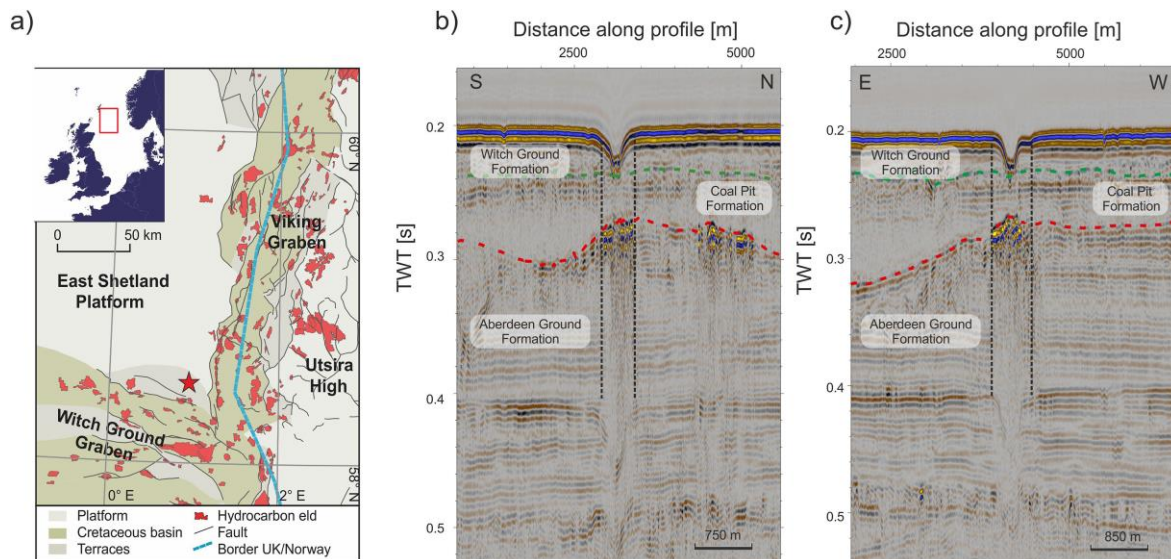 a)
60° N
0 50 km
Viking
Graben
East Shetland
Platform
Utsira
High
Witch Ground
Graben
58° N
0° E
2° E
Platform
Cretaceous basin
Terraces
Hydrocarbon eld
Fault
Border UK/Norway
b)
Distance along profile [m]
2500 5000
S N
TWT [s]
0.2
0.3
0.4
0.5
Witch Ground
Formation
Coal Pit
Formation
Aberdeen Ground
Formation
750 m
c)
Distance along profile [m]
2500 5000
E W
TWT [s]
0.2
0.3
0.4
0.5
Witch Ground
Formation
Coal Pit
Formation
Aberdeen Ground
Formation
850 m